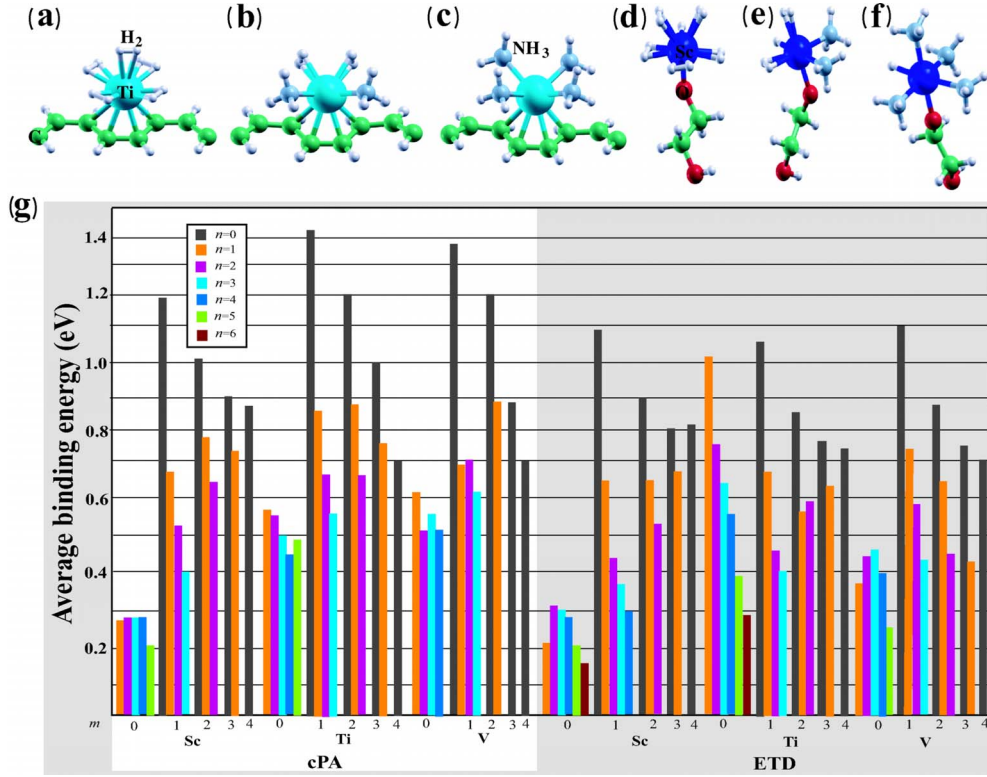 (a)
(b)
(c)
(d)
(e)
(f)
H2
Ti
C
NH3
Sc
(g)
Average binding energy (eV)
1.4
1.2
1.0
0.8
0.6
0.4
0.2
n=0
n=1
n=2
n=3
n=4
n=5
n=6
m 0 1 2 3 4 0 1 2 3 4 0 1 2 3 4 0 1 2 3 4 0 1 2 3 4 0 1 2 3 4
Sc Ti V Sc Ti V
cPA ETD